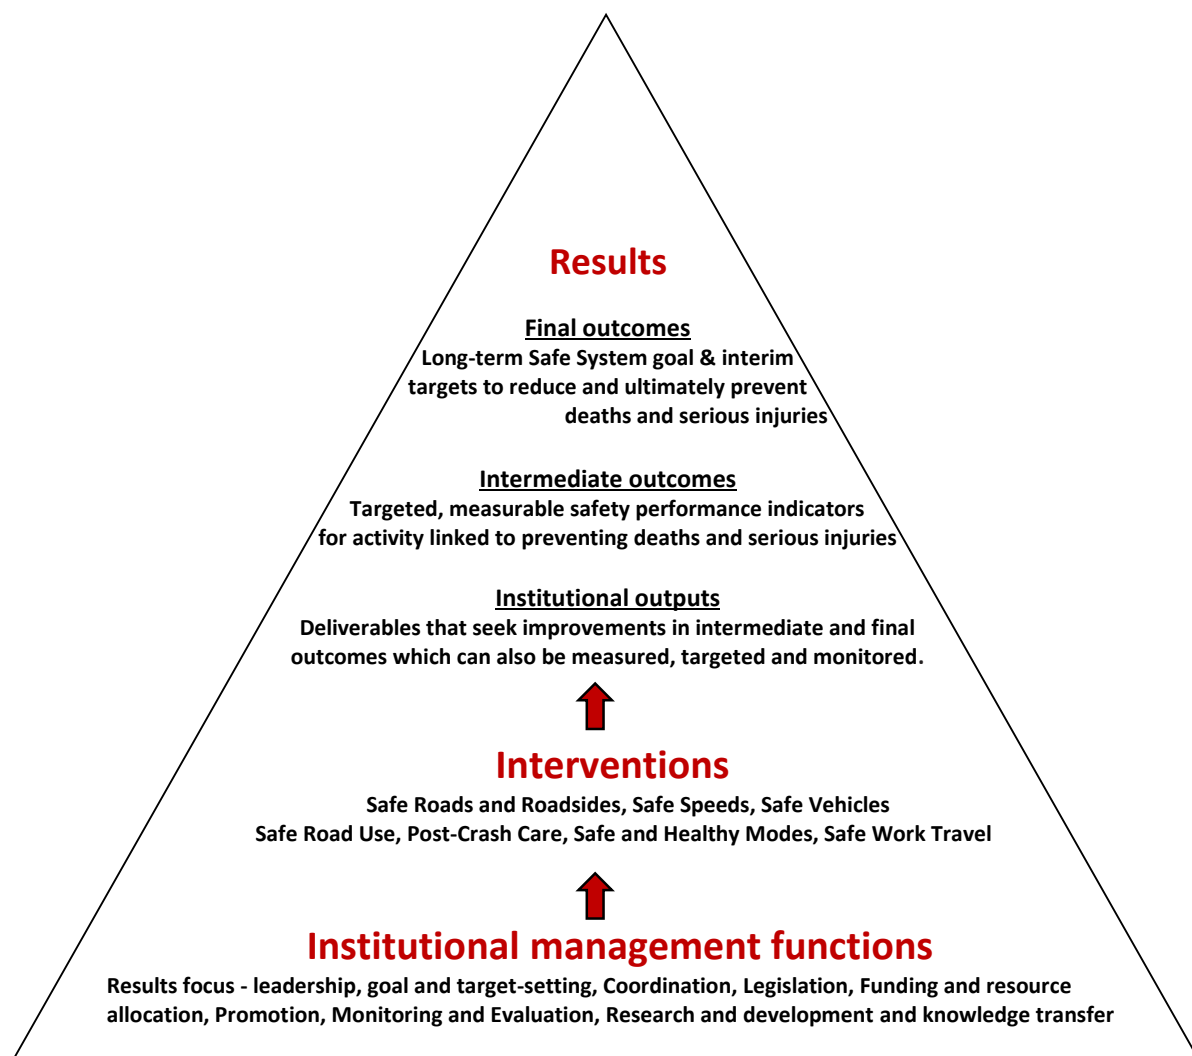 Results
Final outcomes
Long-term Safe System goal & interim
targets to reduce and ultimately prevent
deaths and serious injuries
Intermediate outcomes
Targeted, measurable safety performance indicators
for activity linked to preventing deaths and serious injuries
Institutional outputs
Deliverables that seek improvements in intermediate and final
outcomes which can also be measured, targeted and monitored.
Interventions
Safe Roads and Roadsides, Safe Speeds, Safe Vehicles
Safe Road Use, Post-Crash Care, Safe and Healthy Modes, Safe Work Travel
Institutional management functions
Results focus - leadership, goal and target-setting, Coordination, Legislation, Funding and resource
allocation, Promotion, Monitoring and Evaluation, Research and development and knowledge transfer